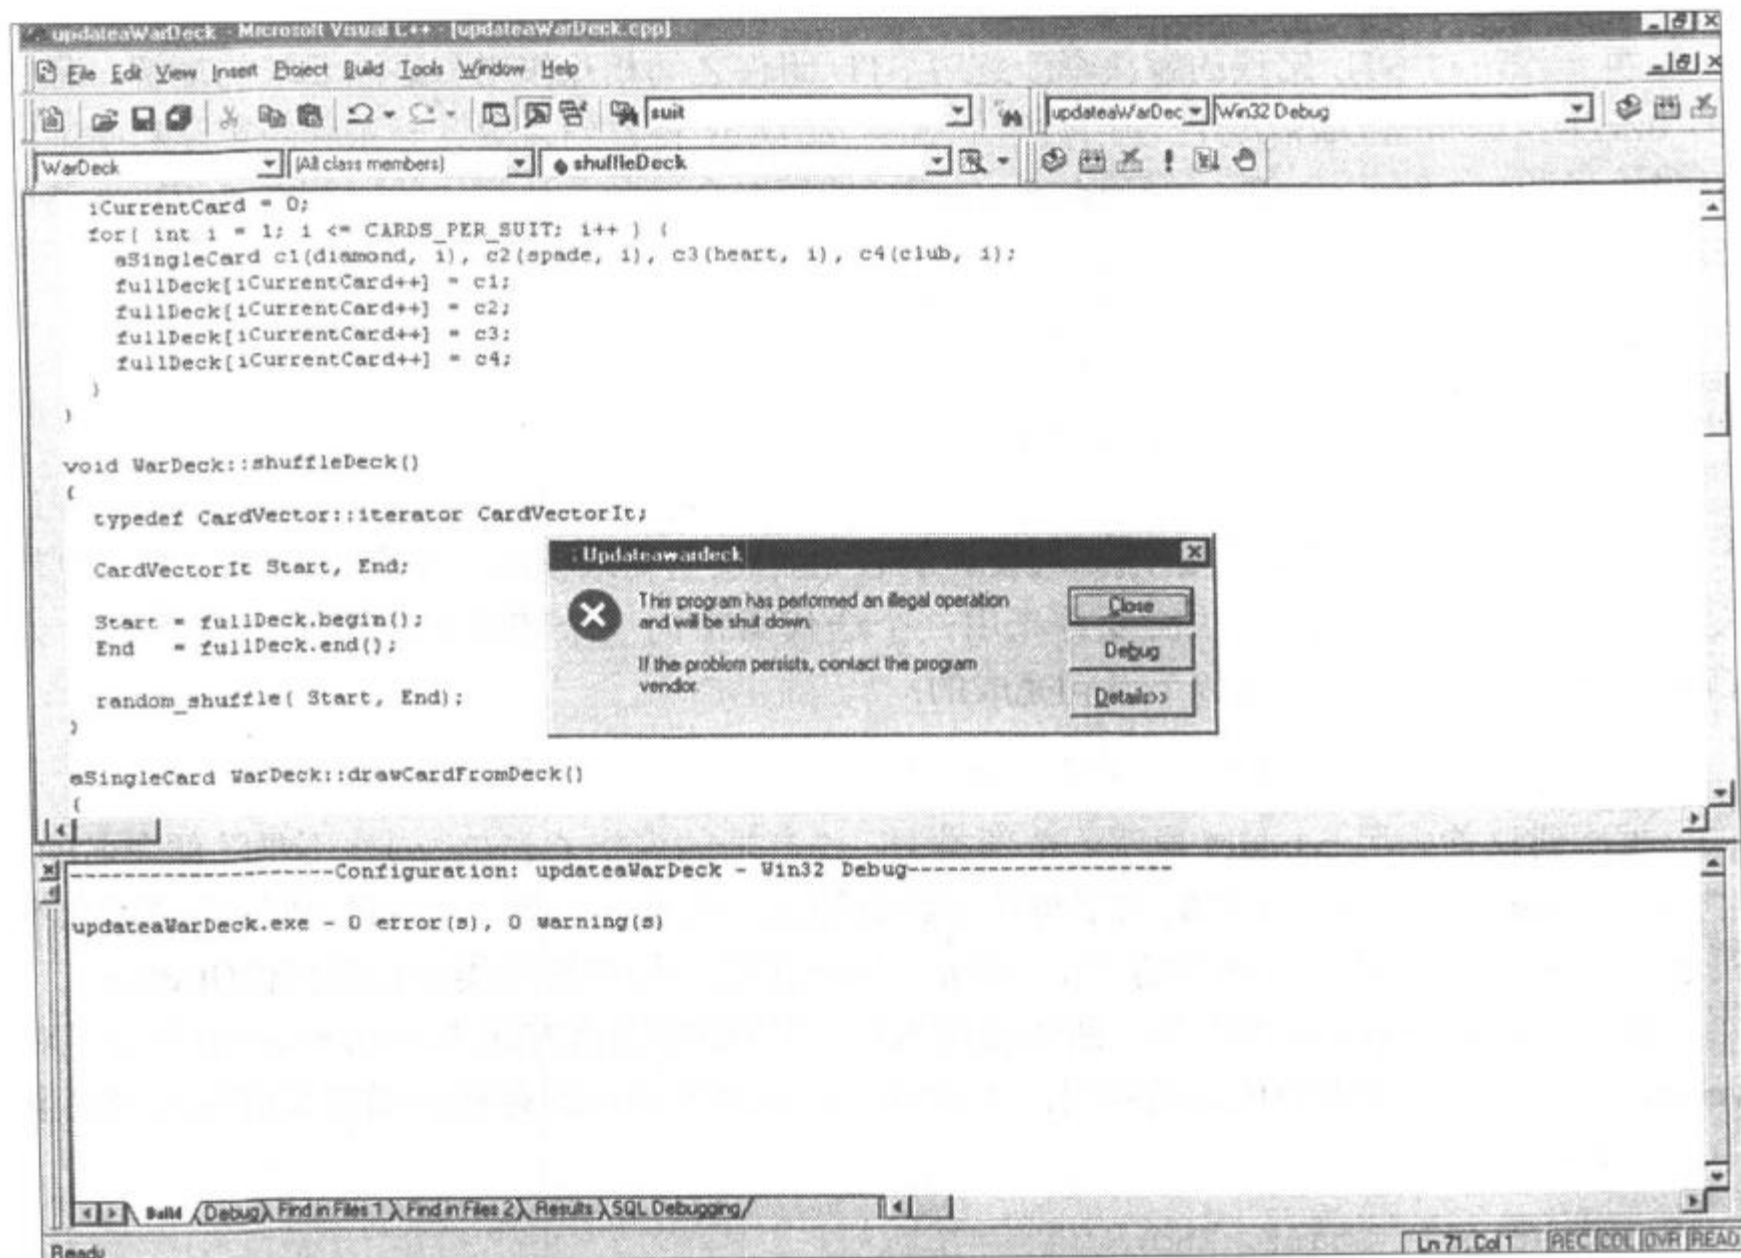 updateaWarDeck - Microsoft Visual C++ - [updateaWarDeck.cpp]
File Edit View Insert Project Build Tools Window Help
suit
updateaWarDec
Win32 Debug
WarDeck
(All class members)
shuffleDeck
iCurrentCard = 0;
for( int i = 1; i <= CARDS_PER_SUIT; i++ ) {
aSingleCard c1(diamond, i), c2(spade, i), c3(heart, i), c4(club, i);
fullDeck[iCurrentCard++] = c1;
fullDeck[iCurrentCard++] = c2;
fullDeck[iCurrentCard++] = c3;
fullDeck[iCurrentCard++] = c4;
}
}
void WarDeck::shuffleDeck()
{
typedef CardVector::iterator CardVectorIt;
CardVectorIt Start, End;
Start = fullDeck.begin();
End = fullDeck.end();
random_shuffle( Start, End);
}
aSingleCard WarDeck::drawCardFromDeck()
{
Updateawardeck
This program has performed an illegal operation
and will be shut down.
If the problem persists, contact the program
vendor.
Close
Debug
Details>>
--------------------Configuration: updateaWarDeck - Win32 Debug--------------------
updateaWarDeck.exe - 0 error(s), 0 warning(s)
Build Debug Find in Files 1 Find in Files 2 Results SQL Debugging
Ready
Ln 71, Col 1 REC COL OVR READ